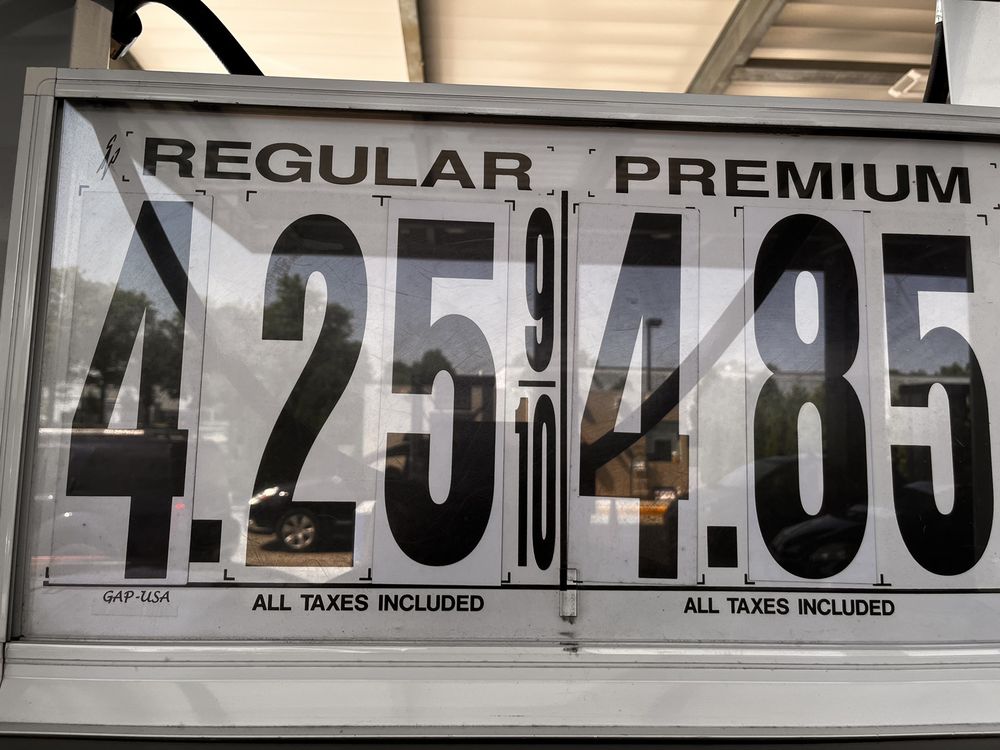 REGULAR PREMIUM
4.25 9/10 4.85
GAP-USA ALL TAXES INCLUDED ALL TAXES INCLUDED